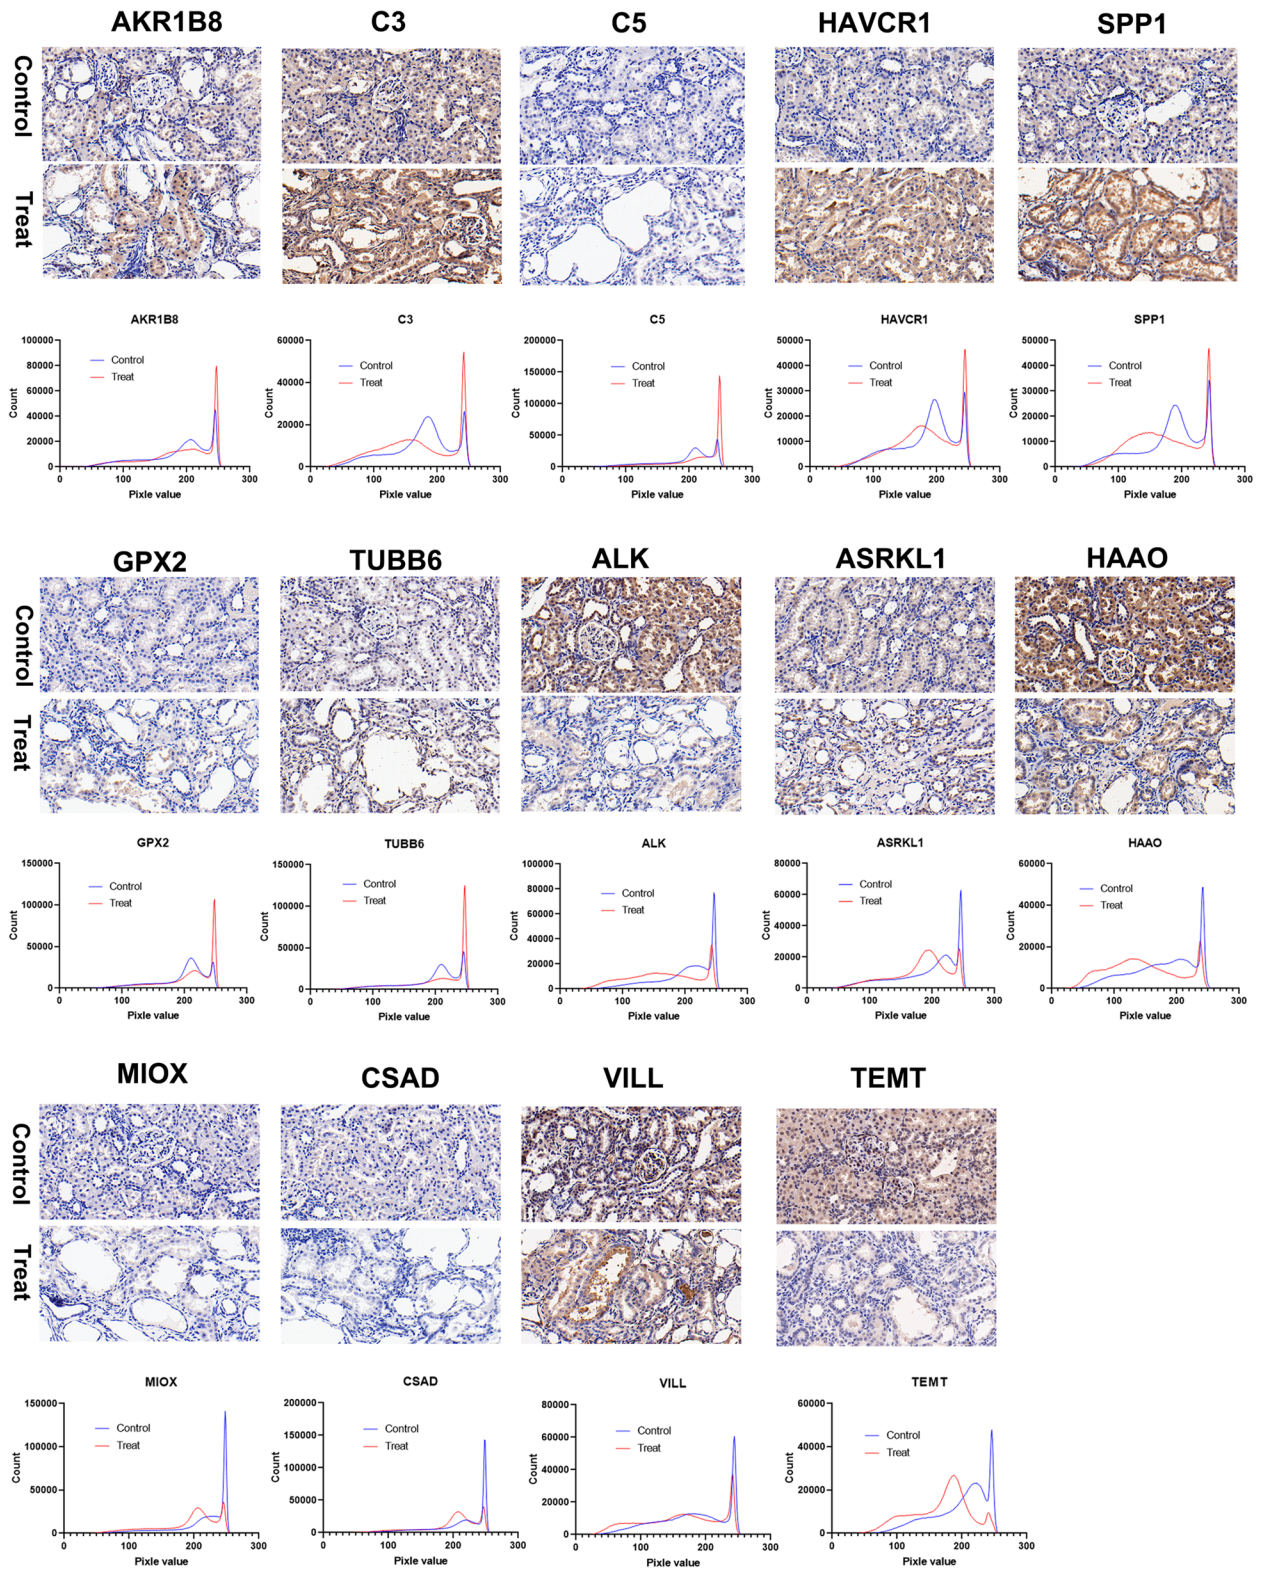 AKR1B8 C3 C5 HAVCR1 SPP1
Control
Treat
AKR1B8
100000
80000
60000
40000
20000
0
Count
Control
Treat
0 100 200 300
Pixle value
C3
60000
40000
20000
0
Count
Control
Treat
0 100 200 300
Pixle value
C5
200000
150000
100000
50000
0
Count
Control
Treat
0 100 200 300
Pixle value
HAVCR1
50000
40000
30000
20000
10000
0
Count
Control
Treat
0 100 200 300
Pixle value
SPP1
50000
40000
30000
20000
10000
0
Count
Control
Treat
0 100 200 300
Pixle value
GPX2 TUBB6 ALK ASRKL1 HAAO
Control
Treat
GPX2
150000
100000
50000
0
Count
Control
Treat
0 100 200 300
Pixle value
TUBB6
150000
100000
50000
0
Count
Control
Treat
0 100 200 300
Pixle value
ALK
100000
80000
60000
40000
20000
0
Count
Control
Treat
0 100 200 300
Pixle value
ASRKL1
80000
60000
40000
20000
0
Count
Control
Treat
0 100 200 300
Pixle value
HAAO
60000
40000
20000
0
Count
Control
Treat
0 100 200 300
Pixle value
MIOX CSAD VILL TEMT
Control
Treat
MIOX
150000
100000
50000
0
Count
Control
Treat
0 100 200 300
Pixle value
CSAD
200000
150000
100000
50000
0
Count
Control
Treat
0 100 200 300
Pixle value
VILL
80000
60000
40000
20000
0
Count
Control
Treat
0 100 200 300
Pixle value
TEMT
60000
40000
20000
0
Count
Control
Treat
0 100 200 300
Pixle value